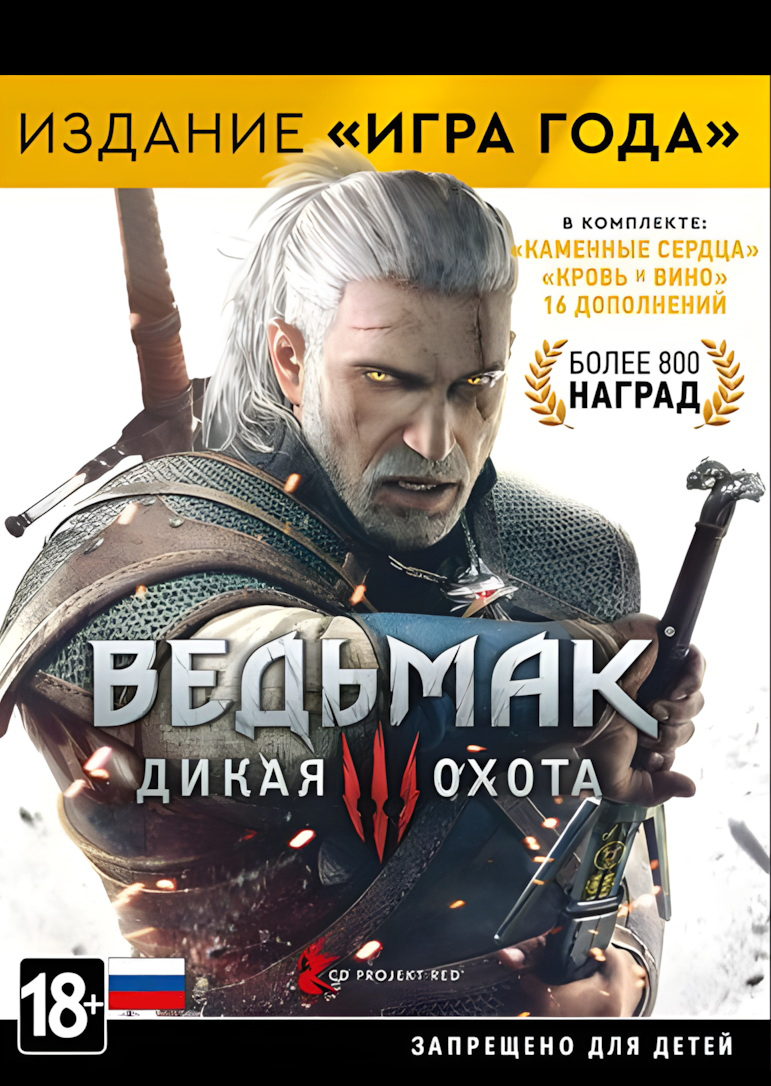 ИЗДАНИЕ «ИГРА ГОДА»
В КОМПЛЕКТЕ:
«КАМЕННЫЕ СЕРДЦА»
«КРОВЬ И ВИНО»
16 ДОПОЛНЕНИЙ
БОЛЕЕ 800
НАГРАД
ВЕДЬМАК
ДИКАЯ III ОХОТА
CD PROJEKT RED
18+
ЗАПРЕЩЕНО ДЛЯ ДЕТЕЙ